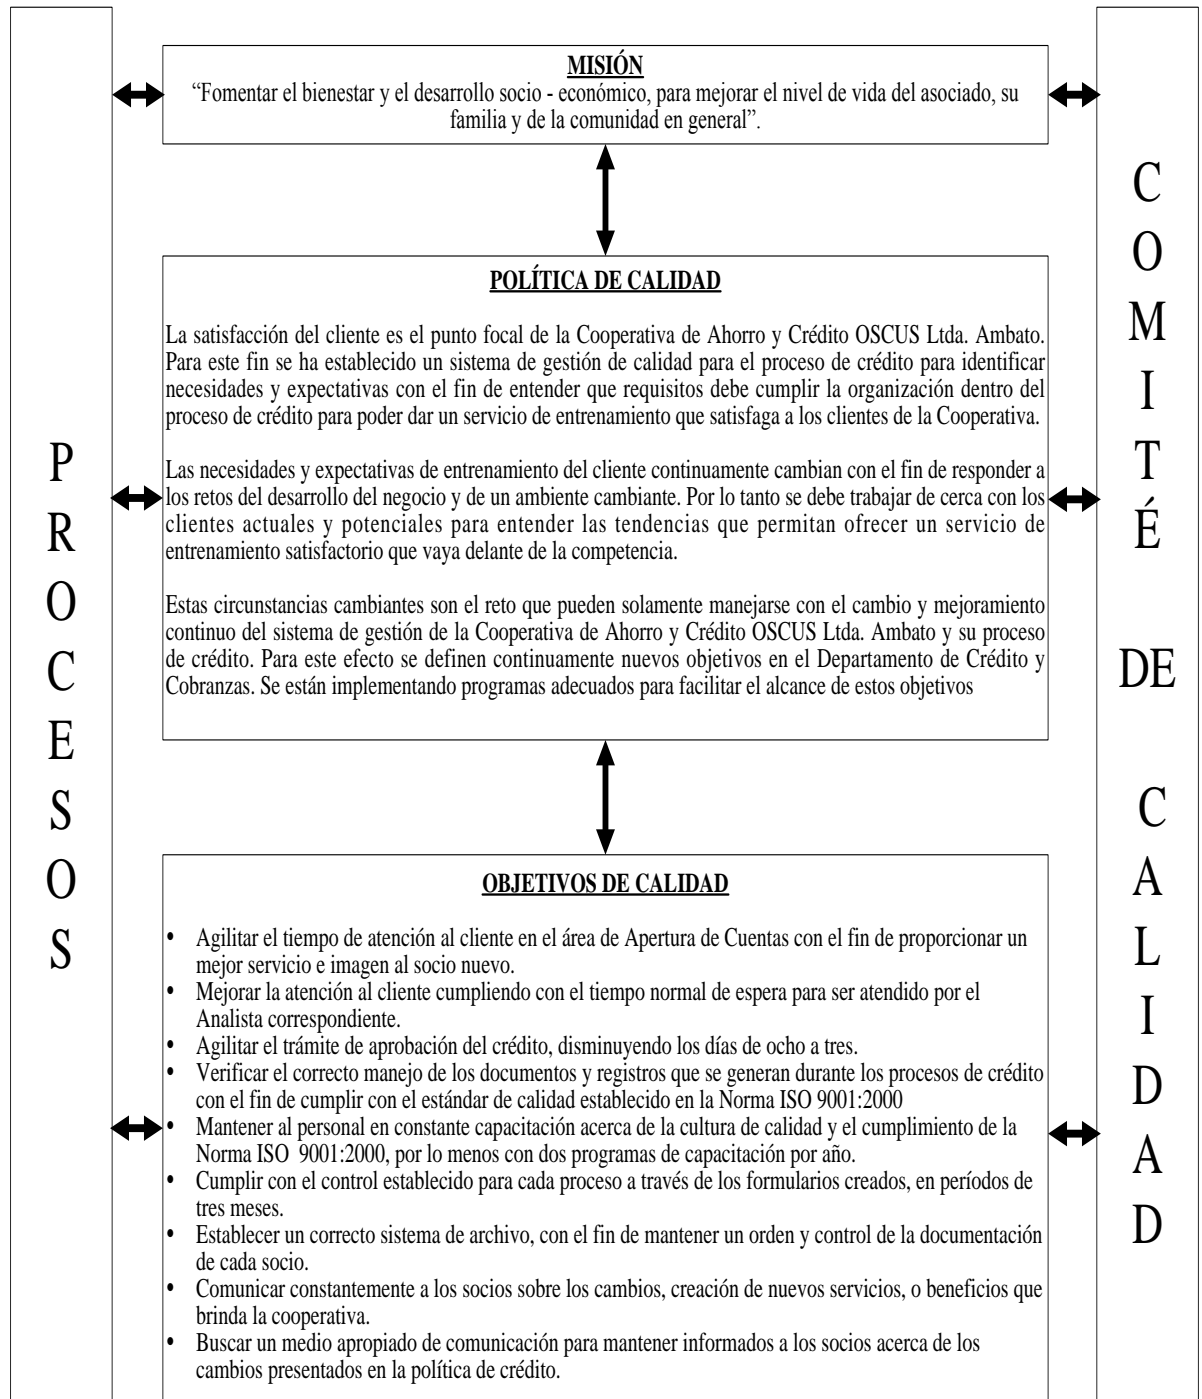 PROCESOS
MISIÓN
“Fomentar el bienestar y el desarrollo socio - económico, para mejorar el nivel de vida del asociado, su
familia y de la comunidad en general”.
POLÍTICA DE CALIDAD
La satisfacción del cliente es el punto focal de la Cooperativa de Ahorro y Crédito OSCUS Ltda. Ambato.
Para este fin se ha establecido un sistema de gestión de calidad para el proceso de crédito para identificar
necesidades y expectativas con el fin de entender que requisitos debe cumplir la organización dentro del
proceso de crédito para poder dar un servicio de entrenamiento que satisfaga a los clientes de la Cooperativa.
Las necesidades y expectativas de entrenamiento del cliente continuamente cambian con el fin de responder a
los retos del desarrollo del negocio y de un ambiente cambiante. Por lo tanto se debe trabajar de cerca con los
clientes actuales y potenciales para entender las tendencias que permitan ofrecer un servicio de
entrenamiento satisfactorio que vaya delante de la competencia.
Estas circunstancias cambiantes son el reto que pueden solamente manejarse con el cambio y mejoramiento
continuo del sistema de gestión de la Cooperativa de Ahorro y Crédito OSCUS Ltda. Ambato y su proceso
de crédito. Para este efecto se definen continuamente nuevos objetivos en el Departamento de Crédito y
Cobranzas. Se están implementando programas adecuados para facilitar el alcance de estos objetivos
OBJETIVOS DE CALIDAD
• Agilitar el tiempo de atención al cliente en el área de Apertura de Cuentas con el fin de proporcionar un
mejor servicio e imagen al socio nuevo.
• Mejorar la atención al cliente cumpliendo con el tiempo normal de espera para ser atendido por el
Analista correspondiente.
• Agilitar el trámite de aprobación del crédito, disminuyendo los días de ocho a tres.
• Verificar el correcto manejo de los documentos y registros que se generan durante los procesos de crédito
con el fin de cumplir con el estándar de calidad establecido en la Norma ISO 9001:2000
• Mantener al personal en constante capacitación acerca de la cultura de calidad y el cumplimiento de la
Norma ISO 9001:2000, por lo menos con dos programas de capacitación por año.
• Cumplir con el control establecido para cada proceso a través de los formularios creados, en períodos de
tres meses.
• Establecer un correcto sistema de archivo, con el fin de mantener un orden y control de la documentación
de cada socio.
• Comunicar constantemente a los socios sobre los cambios, creación de nuevos servicios, o beneficios que
brinda la cooperativa.
• Buscar un medio apropiado de comunicación para mantener informados a los socios acerca de los
cambios presentados en la política de crédito.
COMITÉ DE CALIDAD